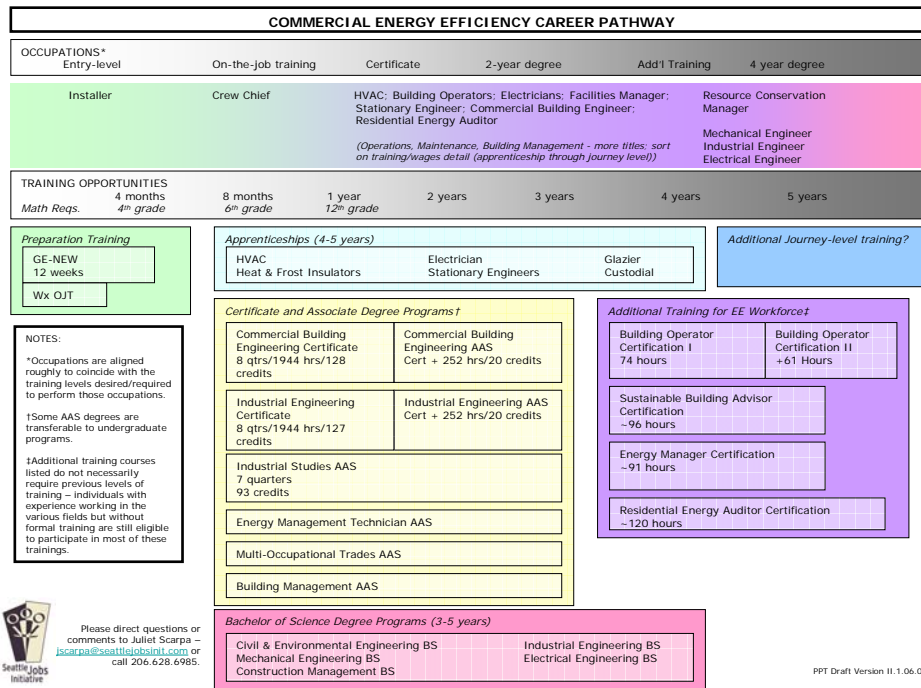 COMMERCIAL ENERGY EFFICIENCY CAREER PATHWAY
OCCUPATIONS*
Entry-level On-the-job training Certificate 2-year degree Add'l Training 4 year degree
Installer
Crew Chief
HVAC; Building Operators; Electricians; Facilities Manager;
Stationary Engineer; Commercial Building Engineer;
Residential Energy Auditor
(Operations, Maintenance, Building Management - more titles; sort
on training/wages detail (apprenticeship through journey level))
Resource Conservation
Manager
Mechanical Engineer
Industrial Engineer
Electrical Engineer
TRAINING OPPORTUNITIES
4 months 8 months 1 year 2 years 3 years 4 years 5 years
Math Reqs. 4th grade 6th grade 12th grade
Preparation Training
GE-NEW
12 weeks
Wx OJT
Apprenticeships (4-5 years)
HVAC Electrician Glazier
Heat & Frost Insulators Stationary Engineers Custodial
Additional Journey-level training?
NOTES:
*Occupations are aligned
roughly to coincide with the
training levels desired/required
to perform those occupations.
†Some AAS degrees are
transferable to undergraduate
programs.
‡Additional training courses
listed do not necessarily
require previous levels of
training – individuals with
experience working in the
various fields but without
formal training are still eligible
to participate in most of these
trainings.
Certificate and Associate Degree Programs†
Commercial Building
Engineering Certificate
8 qtrs/1944 hrs/128
credits
Commercial Building
Engineering AAS
Cert + 252 hrs/20 credits
Industrial Engineering
Certificate
8 qtrs/1944 hrs/127
credits
Industrial Engineering AAS
Cert + 252 hrs/20 credits
Industrial Studies AAS
7 quarters
93 credits
Energy Management Technician AAS
Multi-Occupational Trades AAS
Building Management AAS
Additional Training for EE Workforce‡
Building Operator
Certification I
74 hours
Building Operator
Certification II
+61 Hours
Sustainable Building Advisor
Certification
~96 hours
Energy Manager Certification
~91 hours
Residential Energy Auditor Certification
~120 hours
Bachelor of Science Degree Programs (3-5 years)
Civil & Environmental Engineering BS Industrial Engineering BS
Mechanical Engineering BS Electrical Engineering BS
Construction Management BS
Seattle Jobs
Initiative
Please direct questions or
comments to Juliet Scarpa –
jscarpa@seattlejobsinit.com or
call 206.628.6985.
PPT Draft Version II.1.06.0